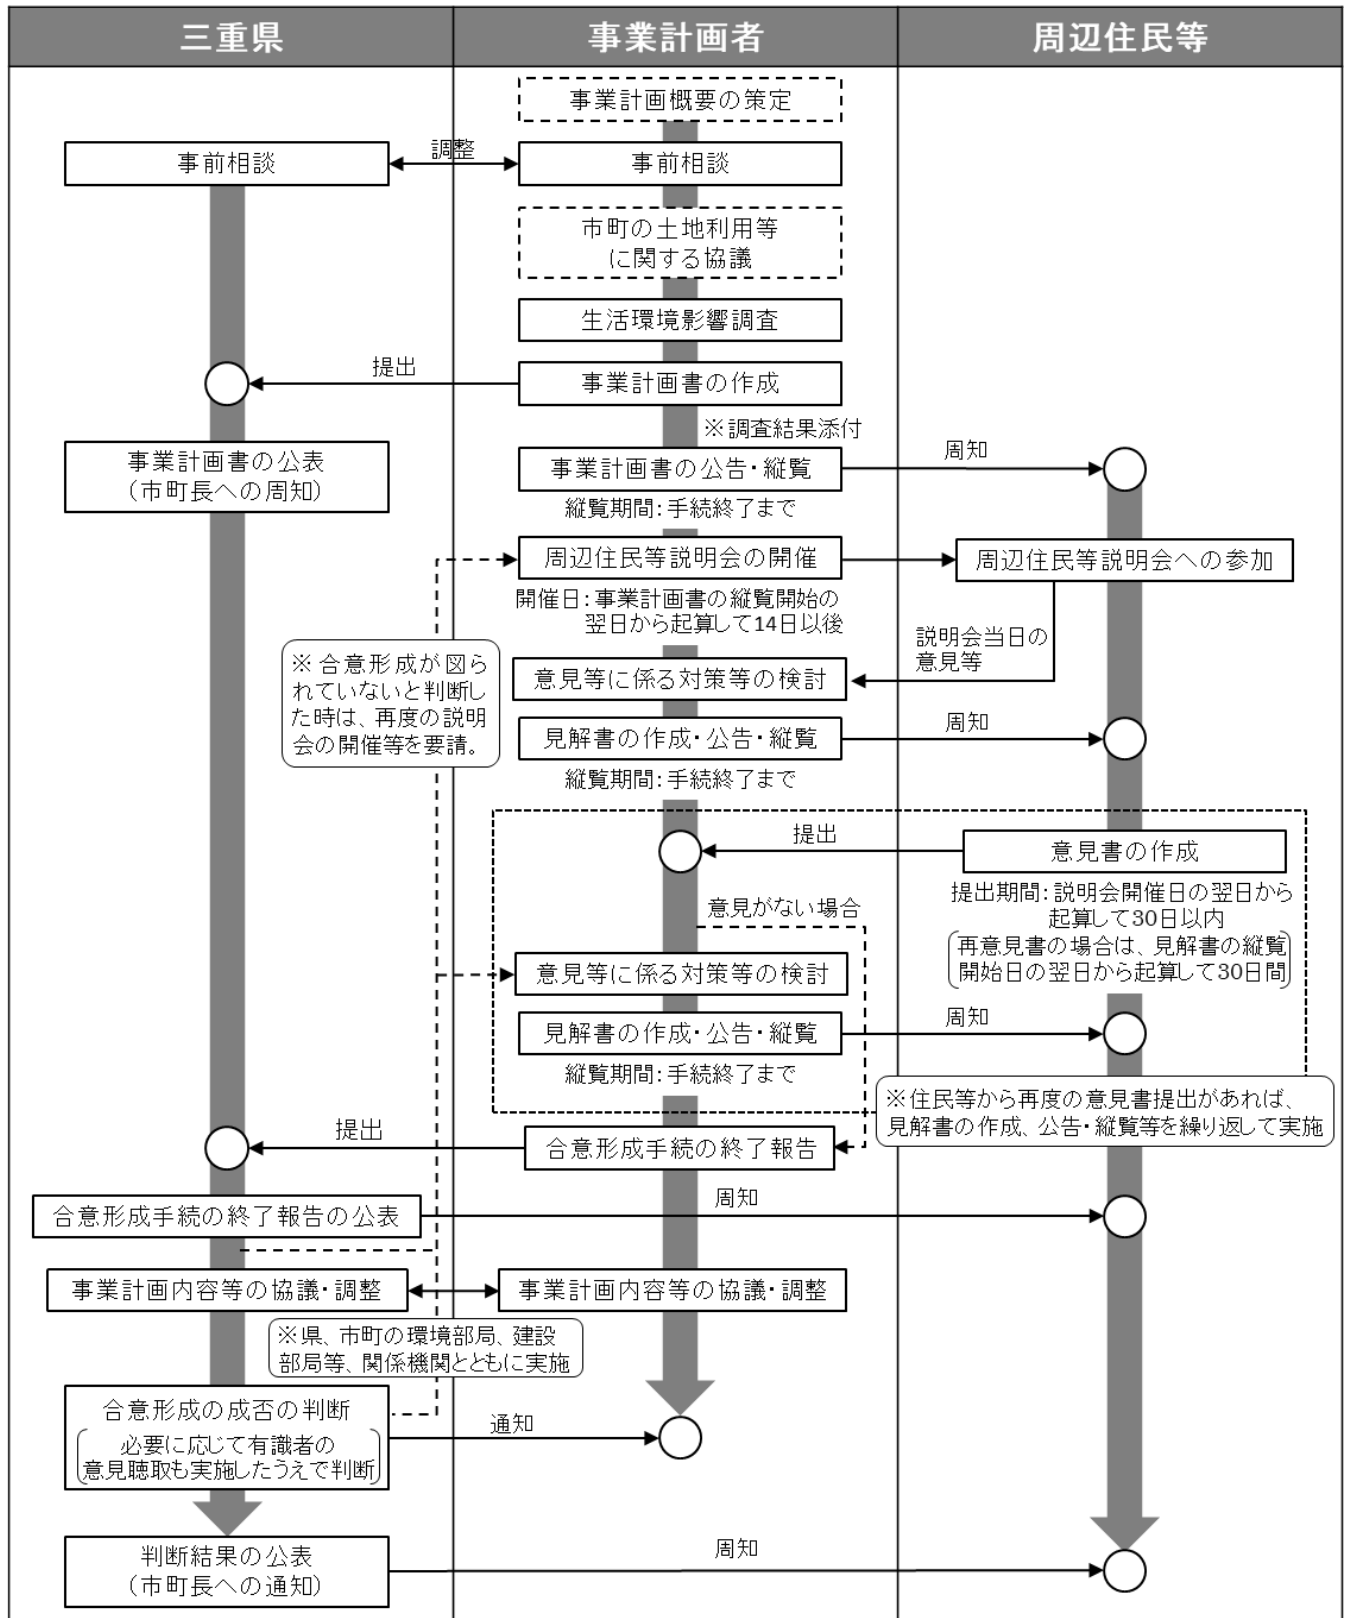 三重県
事業計画者
周辺住民等
事業計画概要の策定
事前相談
調整
事前相談
市町の土地利用等
に関する協議
生活環境影響調査
提出
事業計画書の作成
※調査結果添付
事業計画書の公表
(市町長への周知)
事業計画書の公告・縦覧
周知
縦覧期間:手続終了まで
周辺住民等説明会の開催
周辺住民等説明会への参加
開催日:事業計画書の縦覧開始の
翌日から起算して14日以後
説明会当日の
意見等
※合意形成が図ら
れていないと判断し
た時は、再度の説明
会の開催等を要請。
意見等に係る対策等の検討
見解書の作成・公告・縦覧
周知
縦覧期間:手続終了まで
提出
意見書の作成
提出期間:説明会開催日の翌日から
起算して30日以内
再意見書の場合は、見解書の縦覧
開始日の翌日から起算して30日間
意見がない場合
意見等に係る対策等の検討
見解書の作成・公告・縦覧
周知
縦覧期間:手続終了まで
※住民等から再度の意見書提出があれば、
見解書の作成、公告・縦覧等を繰り返して実施
提出
合意形成手続の終了報告
合意形成手続の終了報告の公表
周知
事業計画内容等の協議・調整
事業計画内容等の協議・調整
※県、市町の環境部局、建設
部局等、関係機関とともに実施
合意形成の成否の判断
必要に応じて有識者の
意見聴取も実施したうえで判断
通知
判断結果の公表
(市町長への通知)
周知